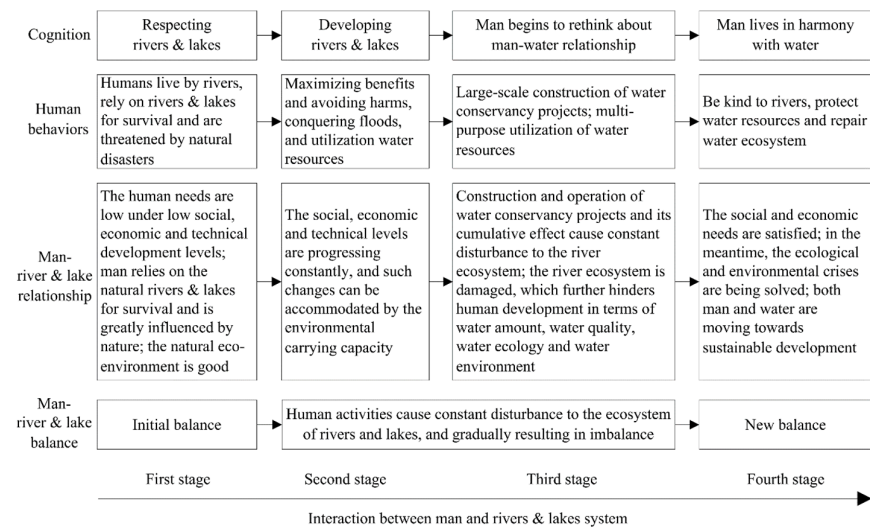 Cognition
Respecting
rivers & lakes
Developing
rivers & lakes
Man begins to rethink about
man-water relationship
Man lives in harmony
with water
Human
behaviors
Humans live by rivers,
rely on rivers & lakes
for survival and are
threatened by natural
disasters
Maximizing benefits
and avoiding harms,
conquering floods,
and utilization water
resources
Large-scale construction of water
conservancy projects; multi-
purpose utilization of water
resources
Be kind to rivers, protect
water resources and repair
water ecosystem
Man-
river & lake
relationship
The human needs are
low under low social,
economic and technical
development levels;
man relies on the
natural rivers & lakes
for survival and is
greatly influenced by
nature; the natural eco-
environment is good
The social, economic
and technical levels
are progressing
constantly, and such
changes can be
accommodated by the
environmental
carrying capacity
Construction and operation of
water conservancy projects and its
cumulative effect cause constant
disturbance to the river
ecosystem; the river ecosystem is
damaged, which further hinders
human development in terms of
water amount, water quality,
water ecology and water
environment
The social and economic
needs are satisfied; in the
meantime, the ecological
and environmental crises
are being solved; both
man and water are
moving towards
sustainable development
Man-
river & lake
balance
Initial balance
Human activities cause constant disturbance to the ecosystem
of rivers and lakes, and gradually resulting in imbalance
New balance
First stage
Second stage
Third stage
Fourth stage
Interaction between man and rivers & lakes system